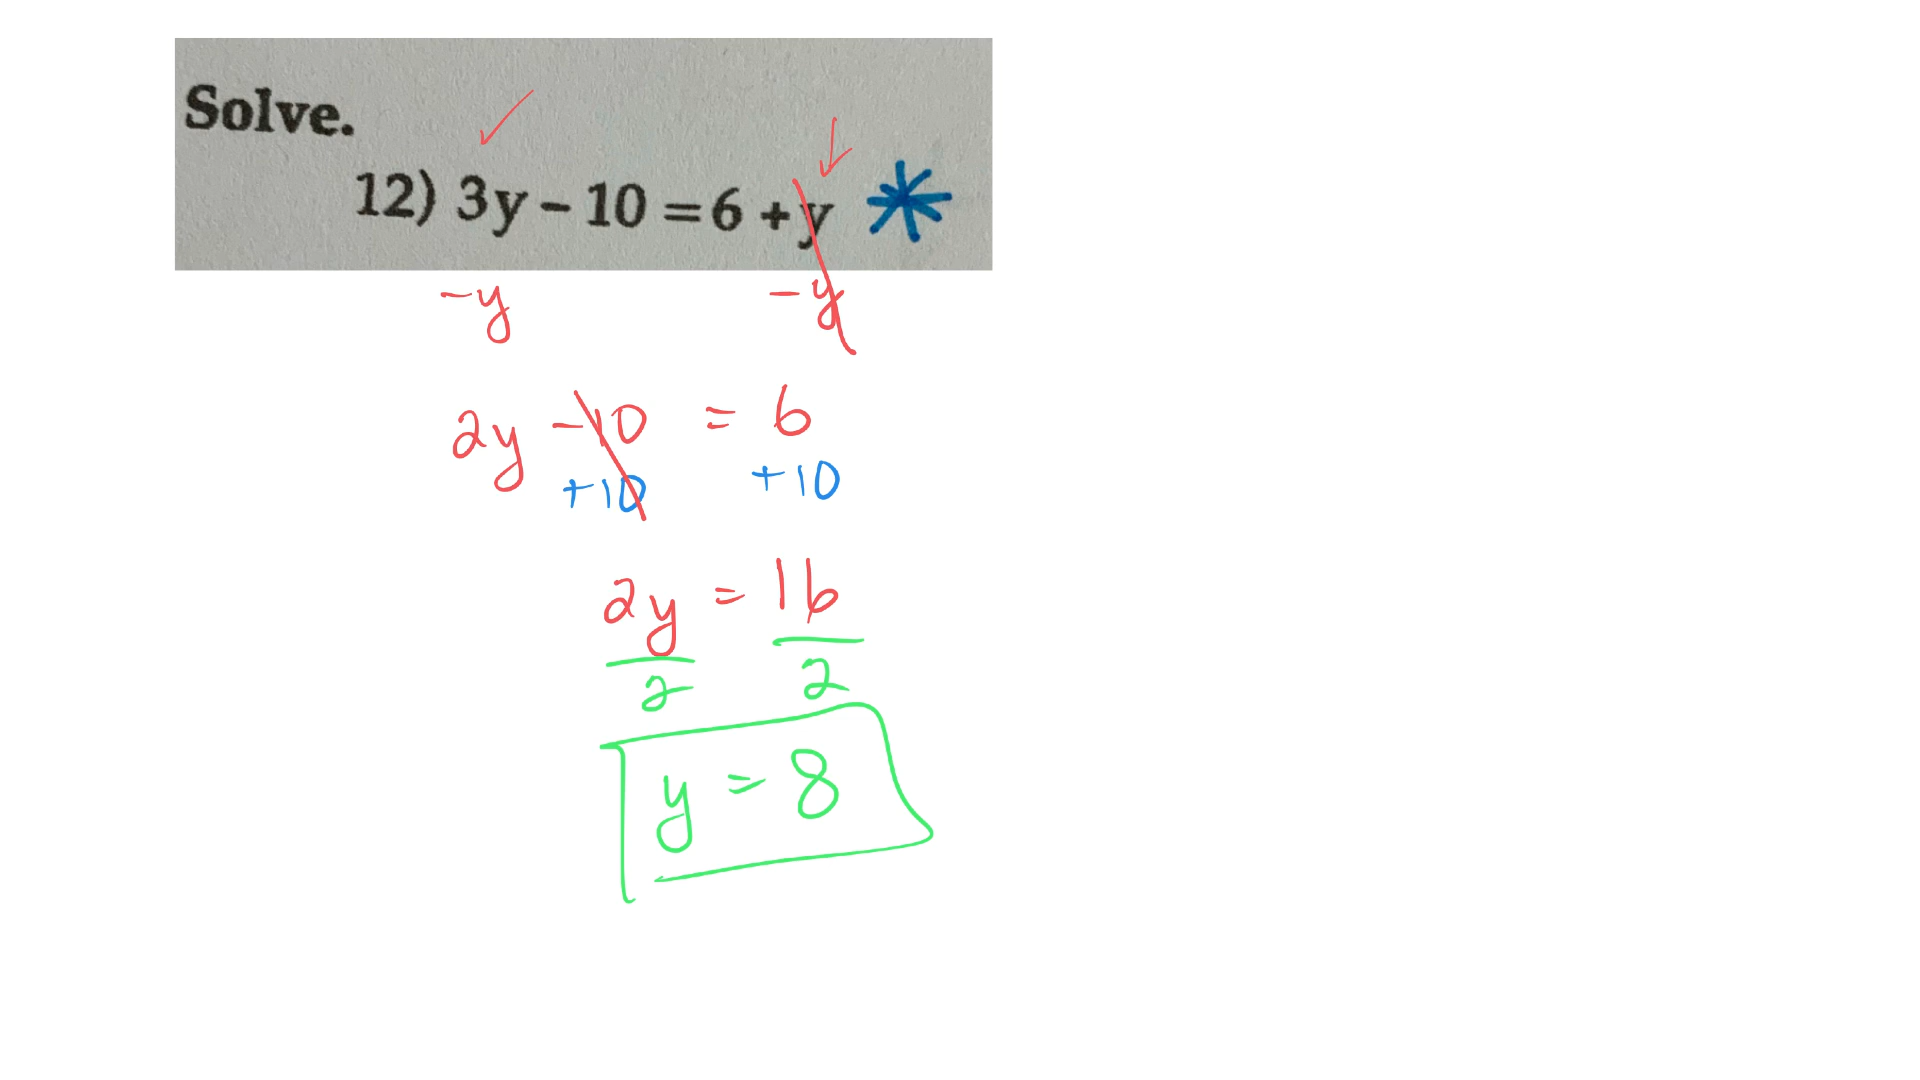 Solve.
12) 3y - 10 = 6 + y
-y -y
2y - 10 = 6
+10 +10
2y = 16
2 2
y = 8